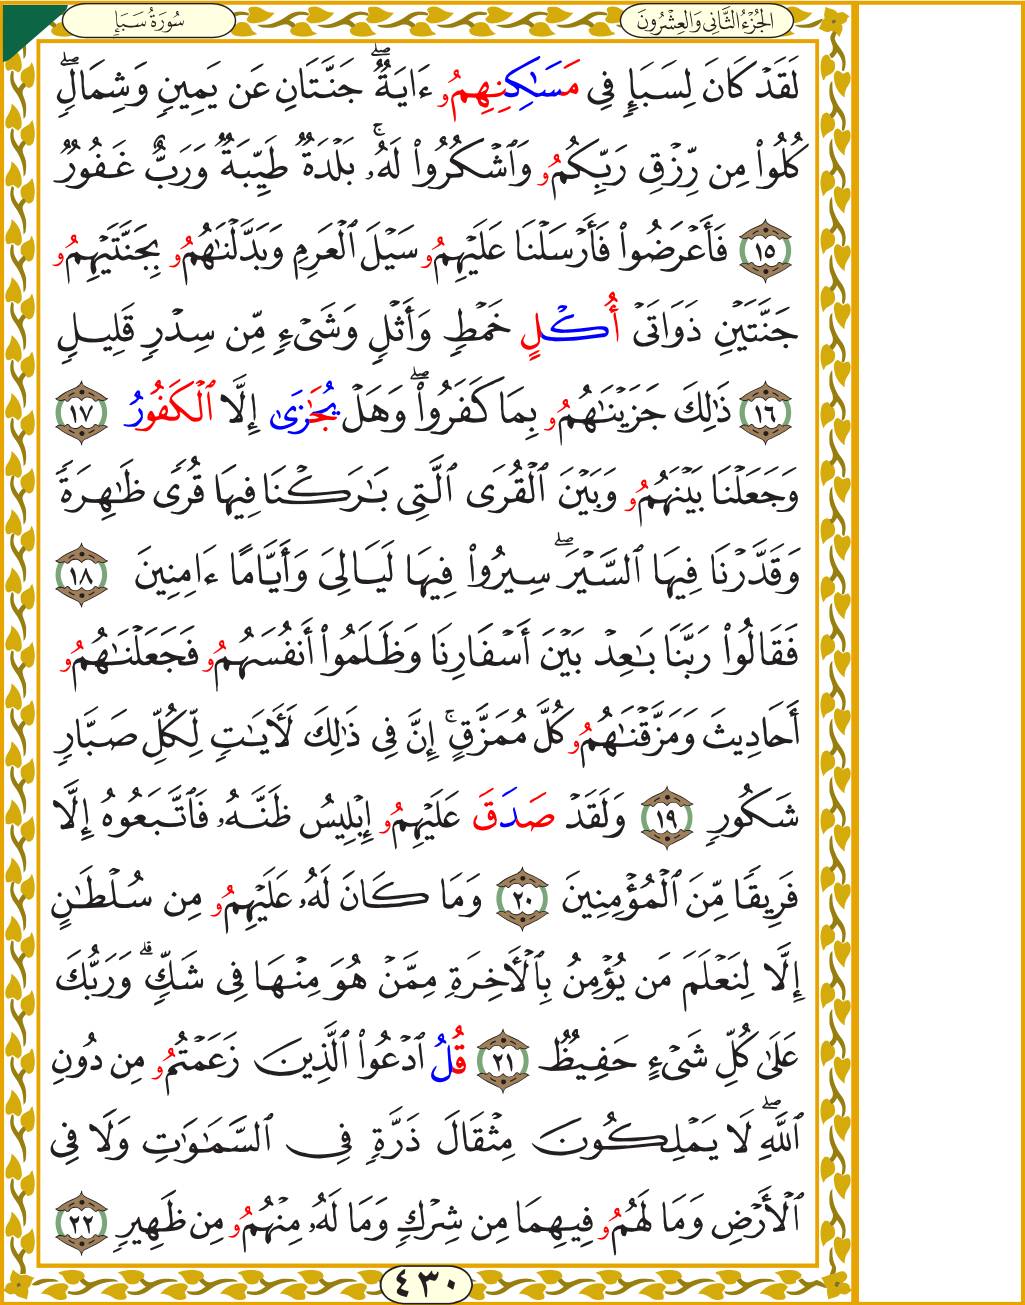 الجُزْءُ الثَّانِي وَالعِشْرُونَ
سُورَةُ سَبَإٍ
لَقَدْ كَانَ لِسَبَإٍ فِي مَسَٰكِنِهِمُۥ ءَايَةٌۖ جَنَّتَانِ عَن يَمِينٍ وَشِمَالٍۖ
كُلُواْ مِن رِّزْقِ رَبِّكُمُۥ وَٱشْكُرُواْ لَهُۥۚ بَلْدَةٌ طَيِّبَةٌ وَرَبٌّ غَفُورٌ
١٥ فَأَعْرَضُواْ فَأَرْسَلْنَا عَلَيْهِمُۥ سَيْلَ ٱلْعَرِمِ وَبَدَّلْنَٰهُمُۥ بِجَنَّتَيْهِمُۥ
جَنَّتَيْنِ ذَوَاتَىْ أُكْلٍ خَمْطٍ وَأَثْلٍ وَشَىْءٍ مِّن سِدْرٍ قَلِيلٍ
١٦ ذَٰلِكَ جَزَيْنَٰهُمُۥ بِمَا كَفَرُواْۖ وَهَلْ يُجَٰزَىٰ إِلَّا ٱلْكَفُورُ ١٧
وَجَعَلْنَا بَيْنَهُمُۥ وَبَيْنَ ٱلْقُرَى ٱلَّتِى بَٰرَكْنَا فِيهَا قُرًى ظَٰهِرَةً
وَقَدَّرْنَا فِيهَا ٱلسَّيْرَۖ سِيرُواْ فِيهَا لَيَالِىَ وَأَيَّامًا ءَامِنِينَ ١٨
فَقَالُواْ رَبَّنَا بَٰعِدْ بَيْنَ أَسْفَارِنَا وَظَلَمُواْ أَنفُسَهُمُۥ فَجَعَلْنَٰهُمُۥ
أَحَادِيثَ وَمَزَّقْنَٰهُمُۥ كُلَّ مُمَزَّقٍۚ إِنَّ فِى ذَٰلِكَ لَأٓيَٰتٍ لِّكُلِّ صَبَّارٍ
شَكُورٍ ١٩ وَلَقَدْ صَدَقَ عَلَيْهِمُۥ إِبْلِيسُ ظَنَّهُۥ فَٱتَّبَعُوهُ إِلَّا
فَرِيقًا مِّنَ ٱلْمُؤْمِنِينَ ٢٠ وَمَا كَانَ لَهُۥ عَلَيْهِمُۥ مِن سُلْطَٰنٍ
إِلَّا لِنَعْلَمَ مَن يُؤْمِنُ بِٱلْأَخِرَةِ مِمَّنْ هُوَ مِنْهَا فِى شَكٍّۗ وَرَبُّكَ
عَلَىٰ كُلِّ شَىْءٍ حَفِيظٌ ٢١ قُلُ ٱدْعُواْ ٱلَّذِينَ زَعَمْتُمُۥ مِن دُونِ
ٱللَّهِۖ لَا يَمْلِكُونَ مِثْقَالَ ذَرَّةٍ فِى ٱلسَّمَٰوَٰتِ وَلَا فِى
ٱلْأَرْضِ وَمَا لَهُمُۥ فِيهِمَا مِن شِرْكٍ وَمَا لَهُۥ مِنْهُمُۥ مِن ظَهِيرٍ ٢٢
٤٣٠